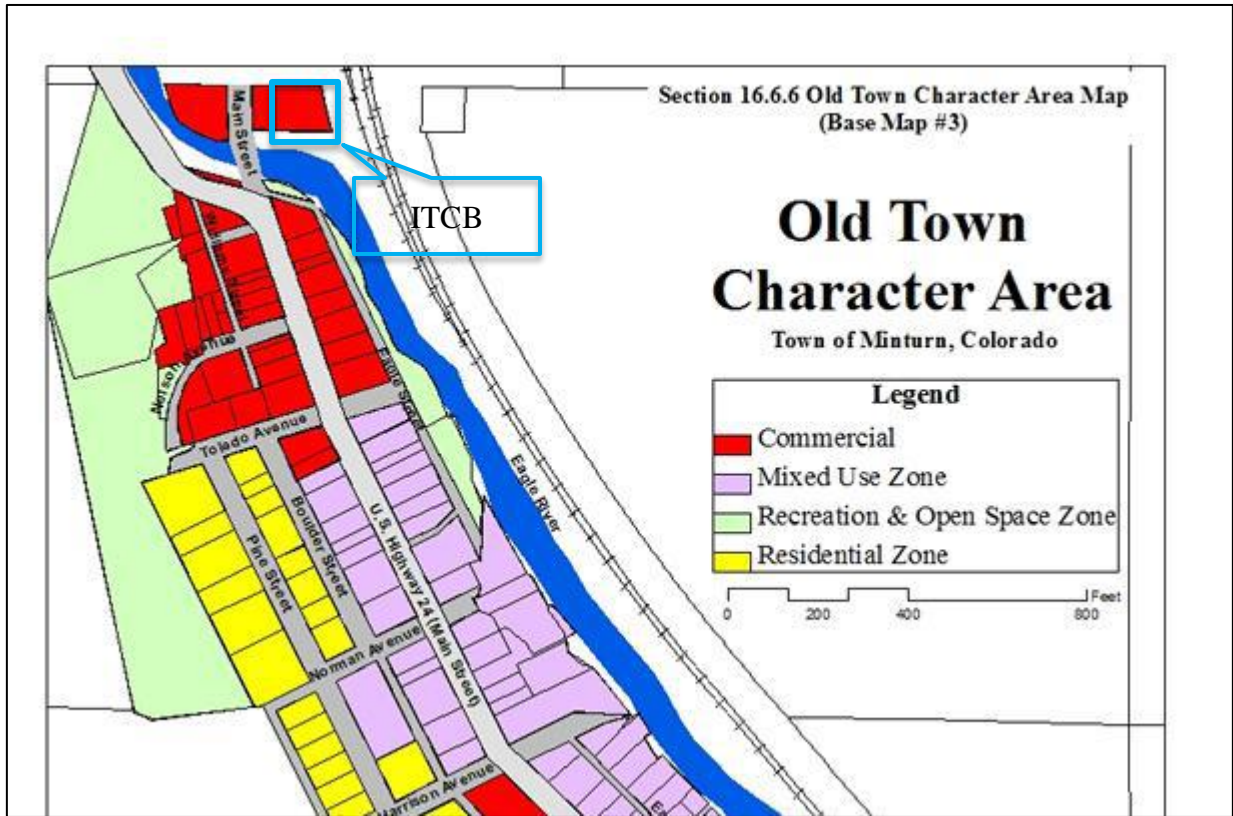 Section 16.6.6 Old Town Character Area Map
(Base Map #3)
Old Town
Character Area
Town of Minturn, Colorado
Legend
Commercial
Mixed Use Zone
Recreation & Open Space Zone
Residential Zone
Feet
0 200 400 800
Main Street
ITCB
Nelson Avenue
Eagle Street
Toledo Avenue
Boulder Street
Pine Street
U.S. Highway 24 (Main Street)
Eagle River
Norman Avenue
Harrison Avenue